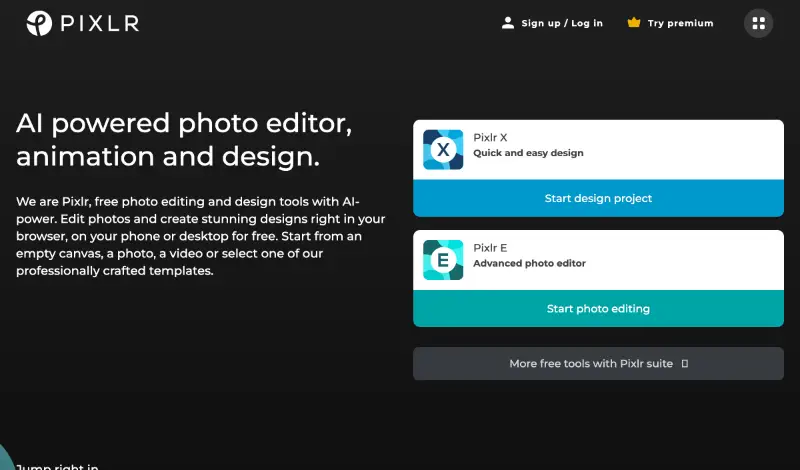 PIXLR
Sign up / Log in
Try premium
AI powered photo editor,
animation and design.
We are Pixlr, free photo editing and design tools with AI-
power. Edit photos and create stunning designs right in your
browser, on your phone or desktop for free. Start from an
empty canvas, a photo, a video or select one of our
professionally crafted templates.
X
Pixlr X
Quick and easy design
Start design project
E
Pixlr E
Advanced photo editor
Start photo editing
More free tools with Pixlr suite
Jump right in